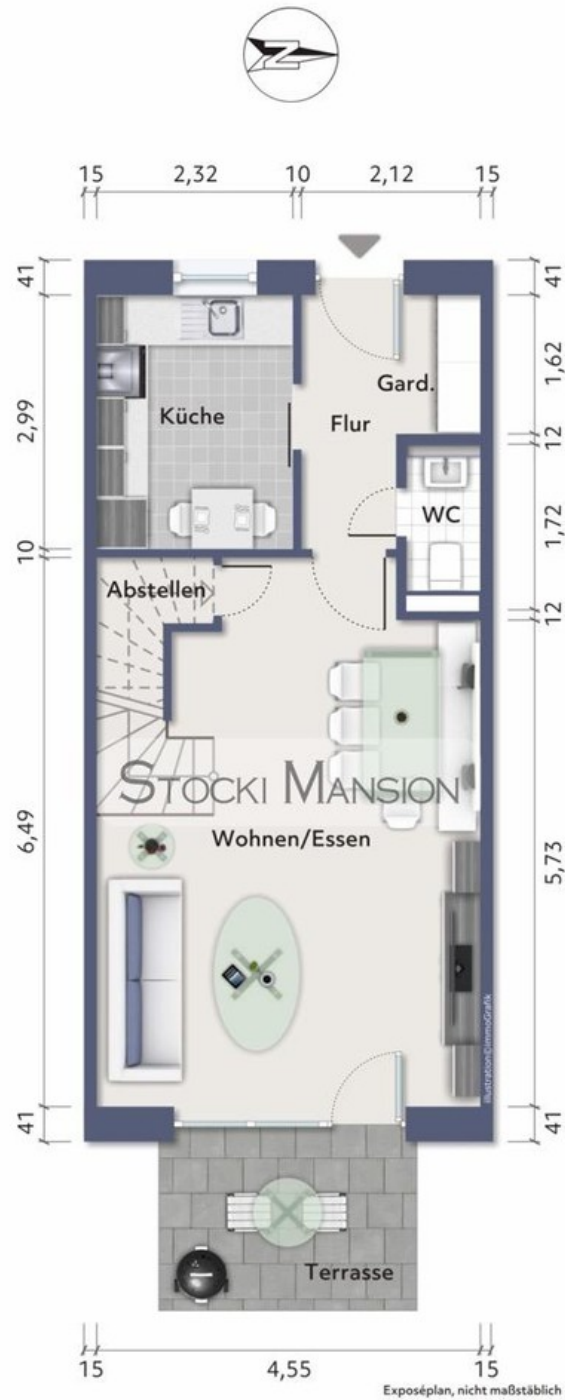 N
15 2,32 10 2,12 15
41
2,99
10
6,49
41
41
1,62
12
1,72
12
5,73
41
Küche
Gard.
Flur
WC
Abstellen
STOCKI MANSION
Wohnen/Essen
Illustration©immoGrafik
Terrasse
15 4,55 15
Exposéplan, nicht maßstäblich